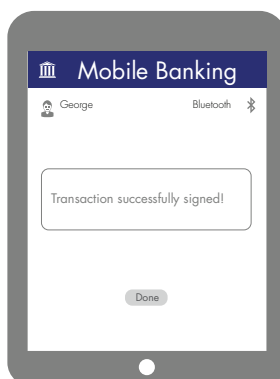 Mobile Banking
George Bluetooth
Transaction successfully signed!
Done